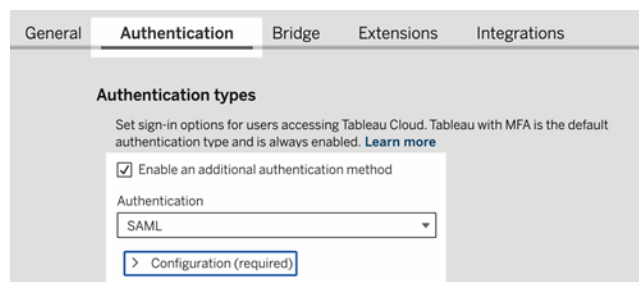 General Authentication Bridge Extensions Integrations
Authentication types
Set sign-in options for users accessing Tableau Cloud. Tableau with MFA is the default
authentication type and is always enabled. Learn more
Enable an additional authentication method
Authentication
SAML
Configuration (required)